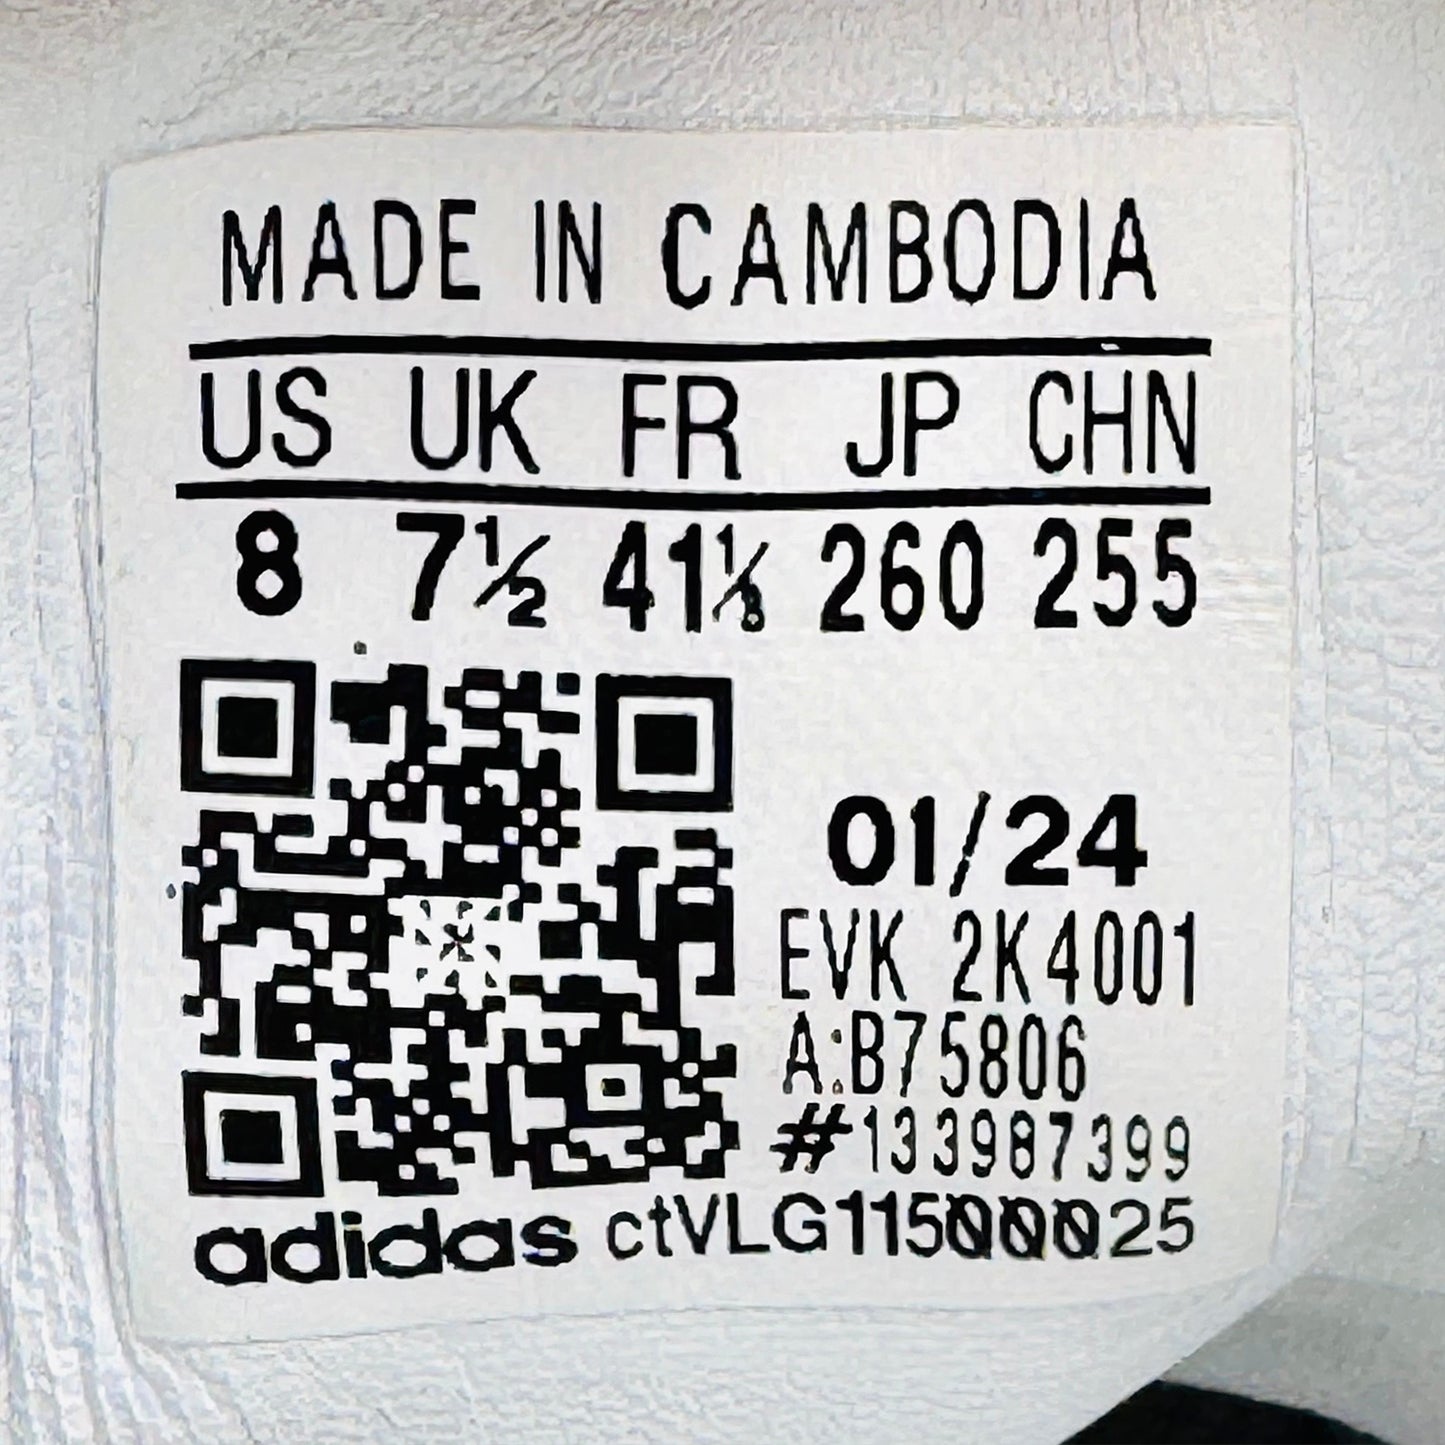 MADE IN CAMBODIA
US UK FR JP CHN
8 7½ 41⅓ 260 255
01/24
EVK 2K4001
A:B75806
#133987399
adidas ctVLG115000025